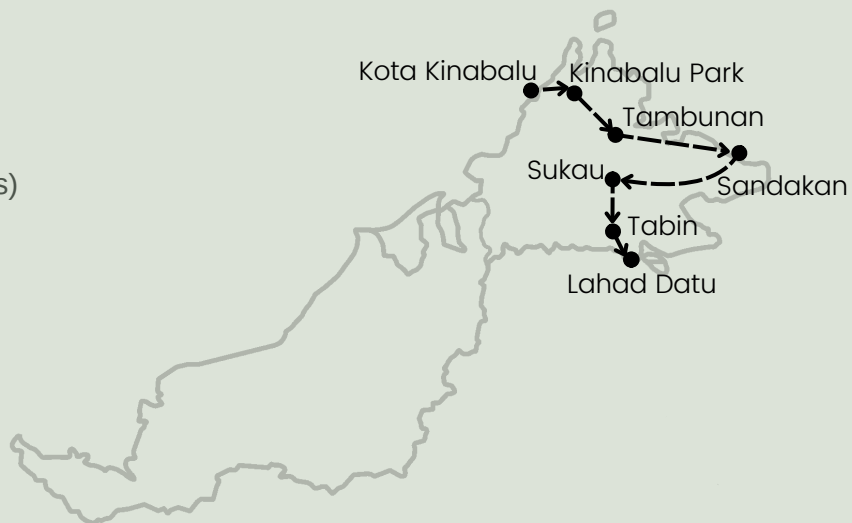 Kota Kinabalu
Kinabalu Park
Tambunan
s)
Sukau
Sandakan
Tabin
Lahad Datu